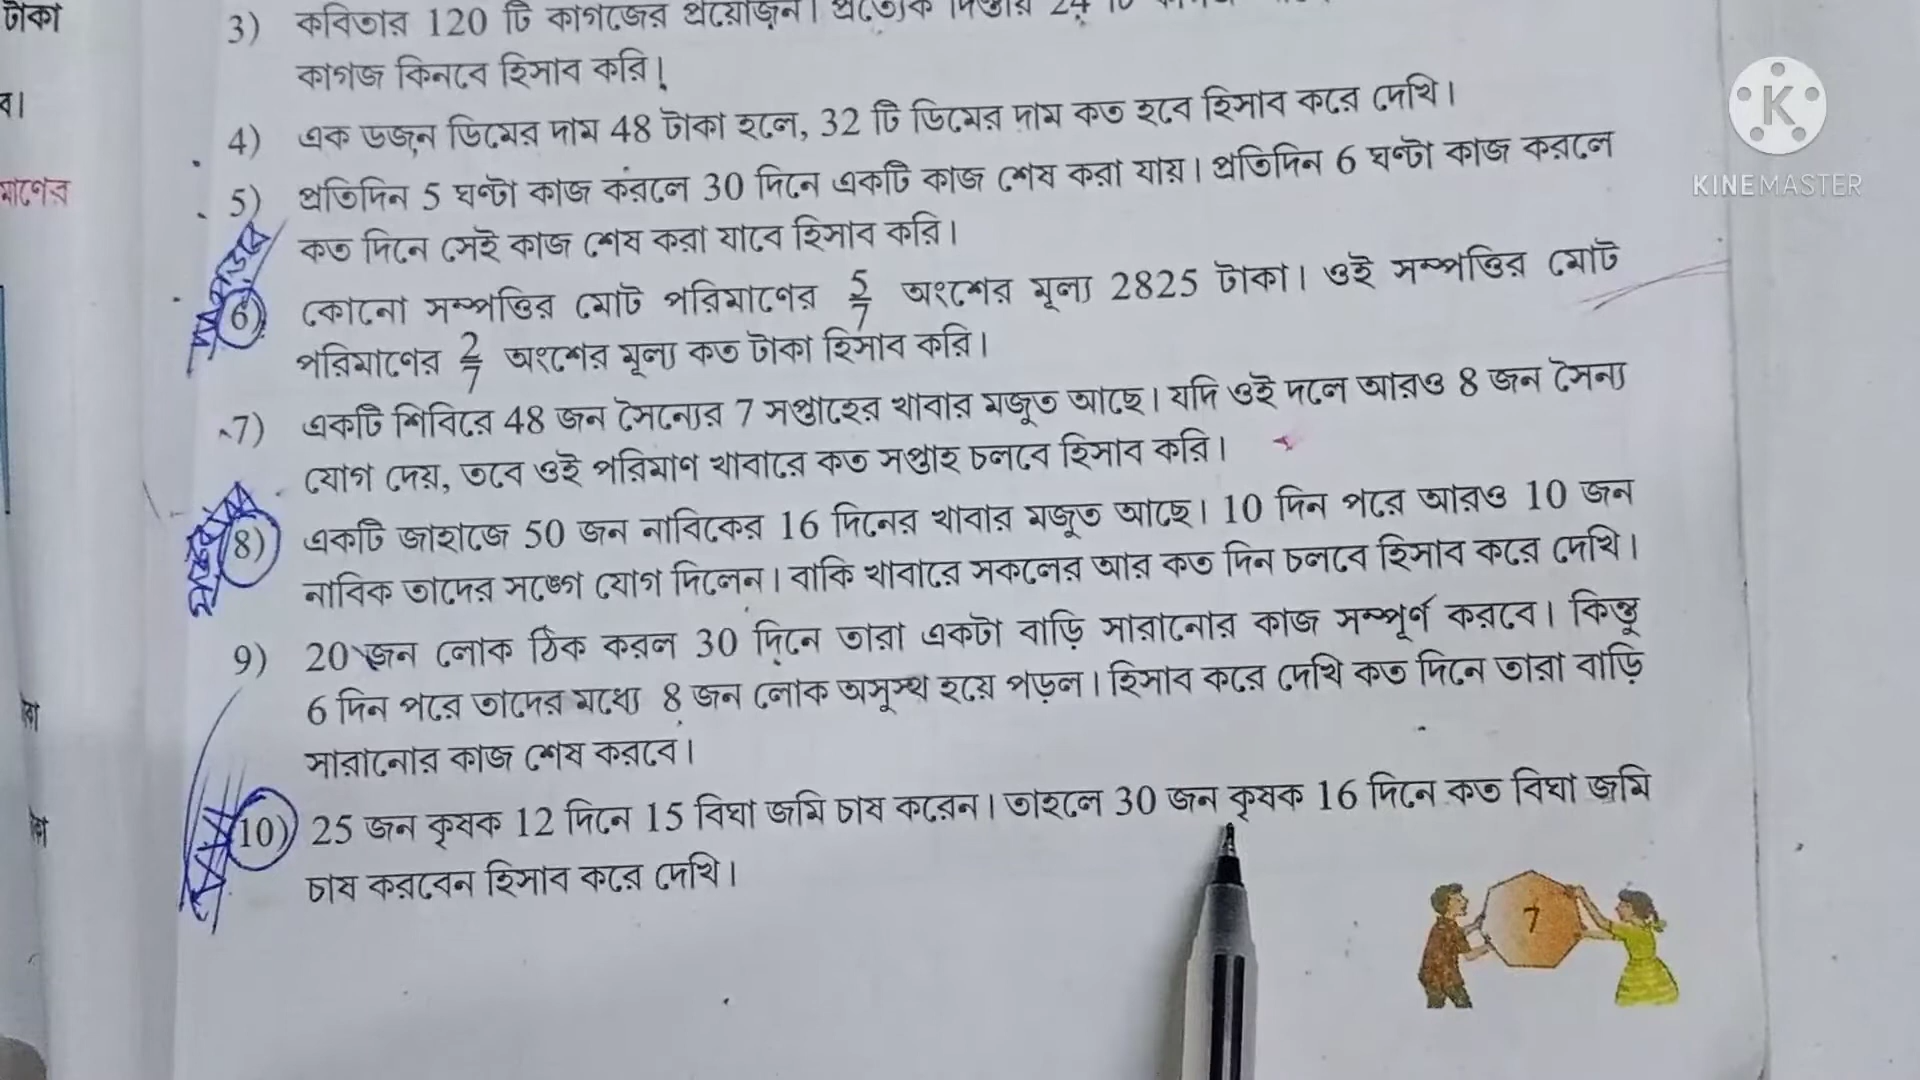 টাকা
3) কবিতার 120 টি কাগজের প্রয়োজন। প্রত্যেক দিস্তায় 24 টি
কাগজ কিনবে হিসাব করি।
ব।
4) এক ডজন ডিমের দাম 48 টাকা হলে, 32 টি ডিমের দাম কত হবে হিসাব করে দেখি।
K
KINEMASTER
মাণের
5) প্রতিদিন 5 ঘণ্টা কাজ করলে 30 দিনে একটি কাজ শেষ করা যায়। প্রতিদিন 6 ঘণ্টা কাজ করলে
কত দিনে সেই কাজ শেষ করা যাবে হিসাব করি।
6) কোনো সম্পত্তির মোট পরিমাণের 5/7 অংশের মূল্য 2825 টাকা। ওই সম্পত্তির মোট
পরিমাণের 2/7 অংশের মূল্য কত টাকা হিসাব করি।
7) একটি শিবিরে 48 জন সৈন্যের 7 সপ্তাহের খাবার মজুত আছে। যদি ওই দলে আরও 8 জন সৈন্য
যোগ দেয়, তবে ওই পরিমাণ খাবারে কত সপ্তাহ চলবে হিসাব করি।
8) একটি জাহাজে 50 জন নাবিকের 16 দিনের খাবার মজুত আছে। 10 দিন পরে আরও 10 জন
নাবিক তাদের সঙ্গে যোগ দিলেন। বাকি খাবারে সকলের আর কত দিন চলবে হিসাব করে দেখি।
9) 20 জন লোক ঠিক করল 30 দিনে তারা একটা বাড়ি সারানোর কাজ সম্পূর্ণ করবে। কিন্তু
6 দিন পরে তাদের মধ্যে 8 জন লোক অসুস্থ হয়ে পড়ল। হিসাব করে দেখি কত দিনে তারা বাড়ি
সারানোর কাজ শেষ করবে।
10) 25 জন কৃষক 12 দিনে 15 বিঘা জমি চাষ করেন। তাহলে 30 জন কৃষক 16 দিনে কত বিঘা জমি
চাষ করবেন হিসাব করে দেখি।
7